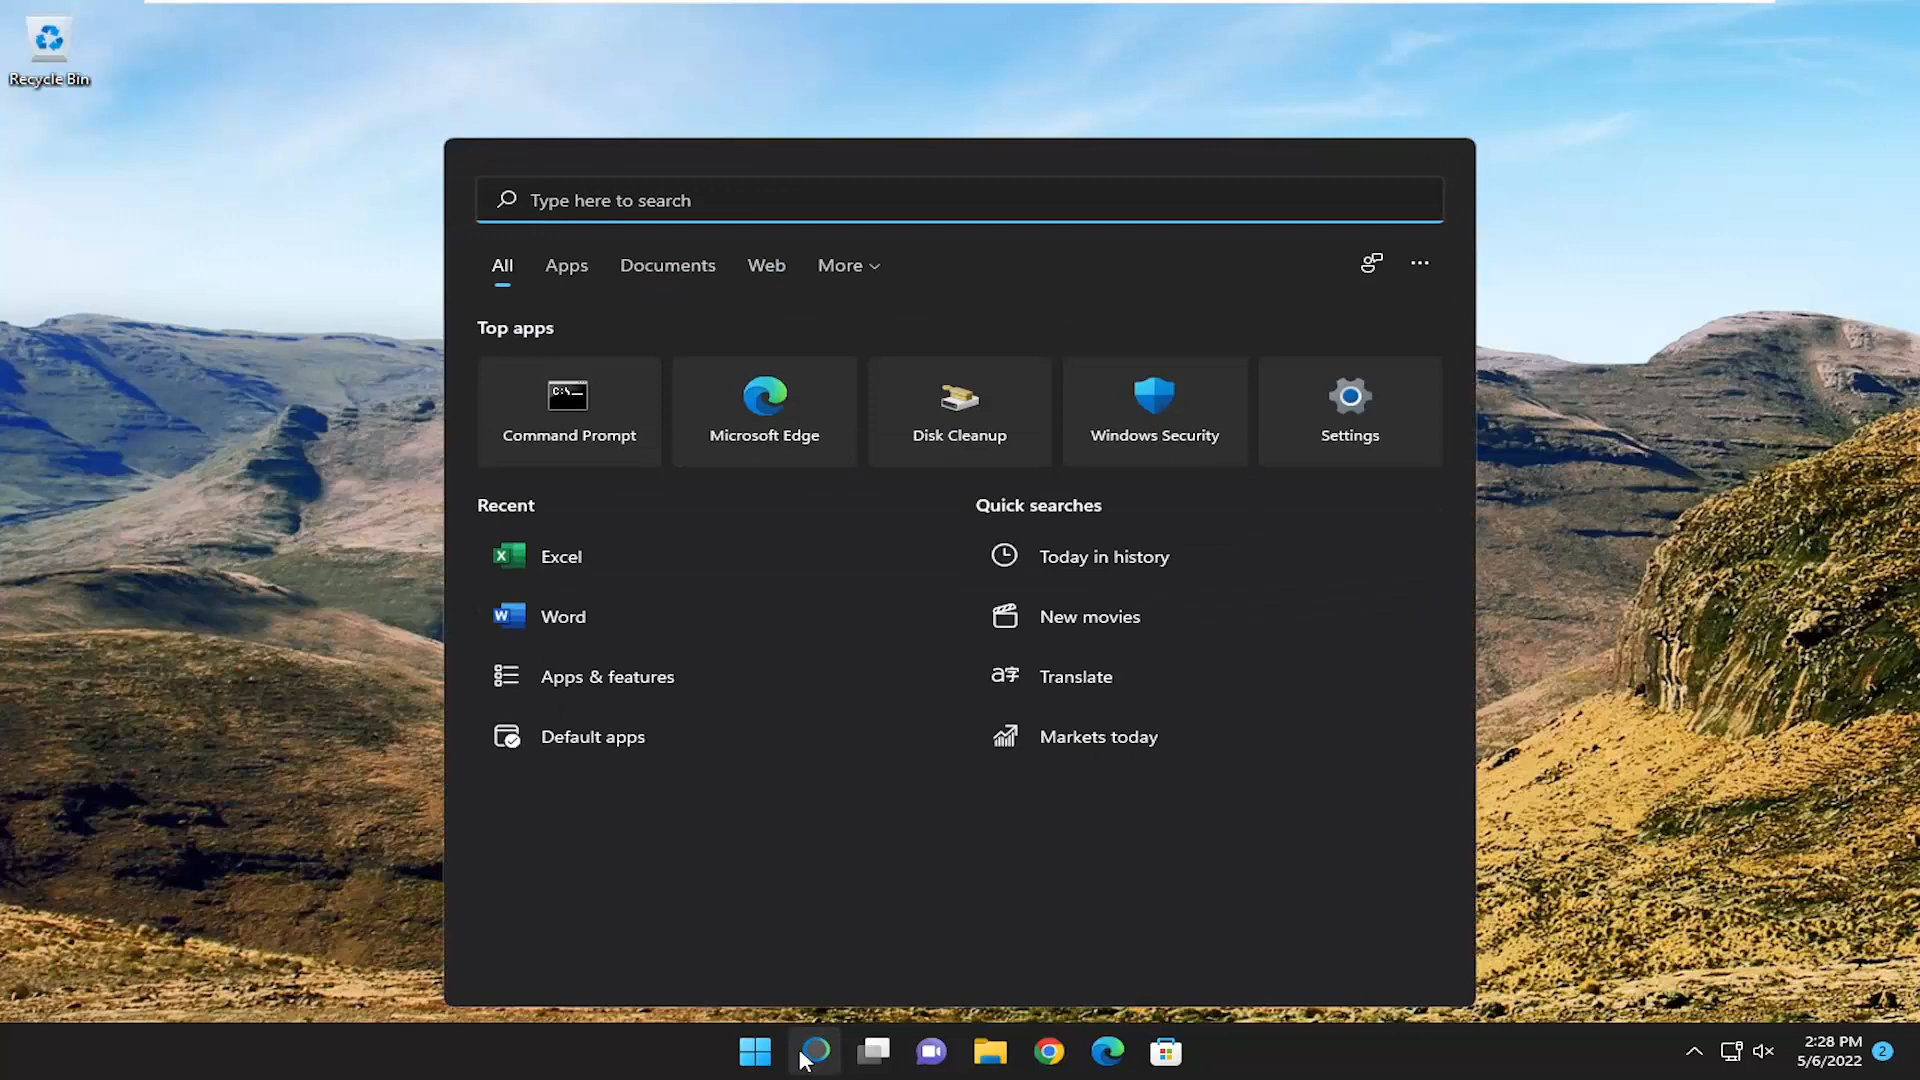 Recycle Bin
Type here to search
All Apps Documents Web More
Top apps
C:\
Command Prompt Microsoft Edge Disk Cleanup Windows Security Settings
Recent Quick searches
Excel Today in history
Word New movies
Apps & features Translate
Default apps Markets today
2:28 PM
5/6/2022 2